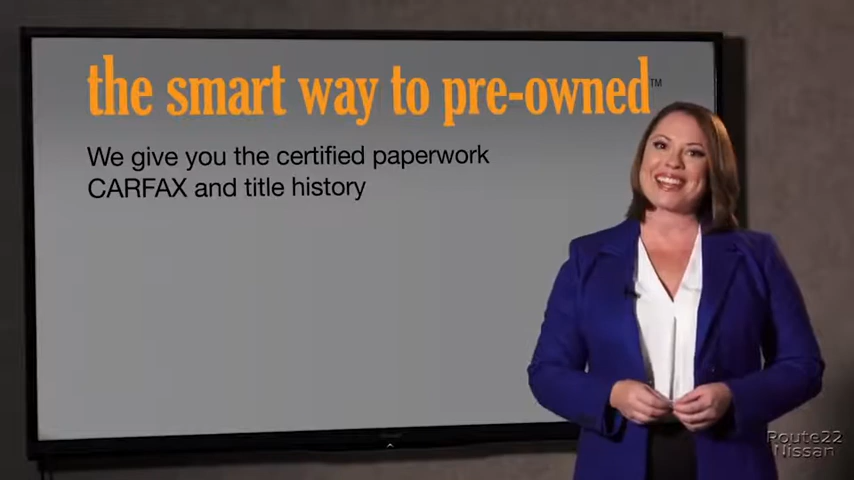 the smart way to pre-owned™
We give you the certified paperwork
CARFAX and title history
Route22
Nissan